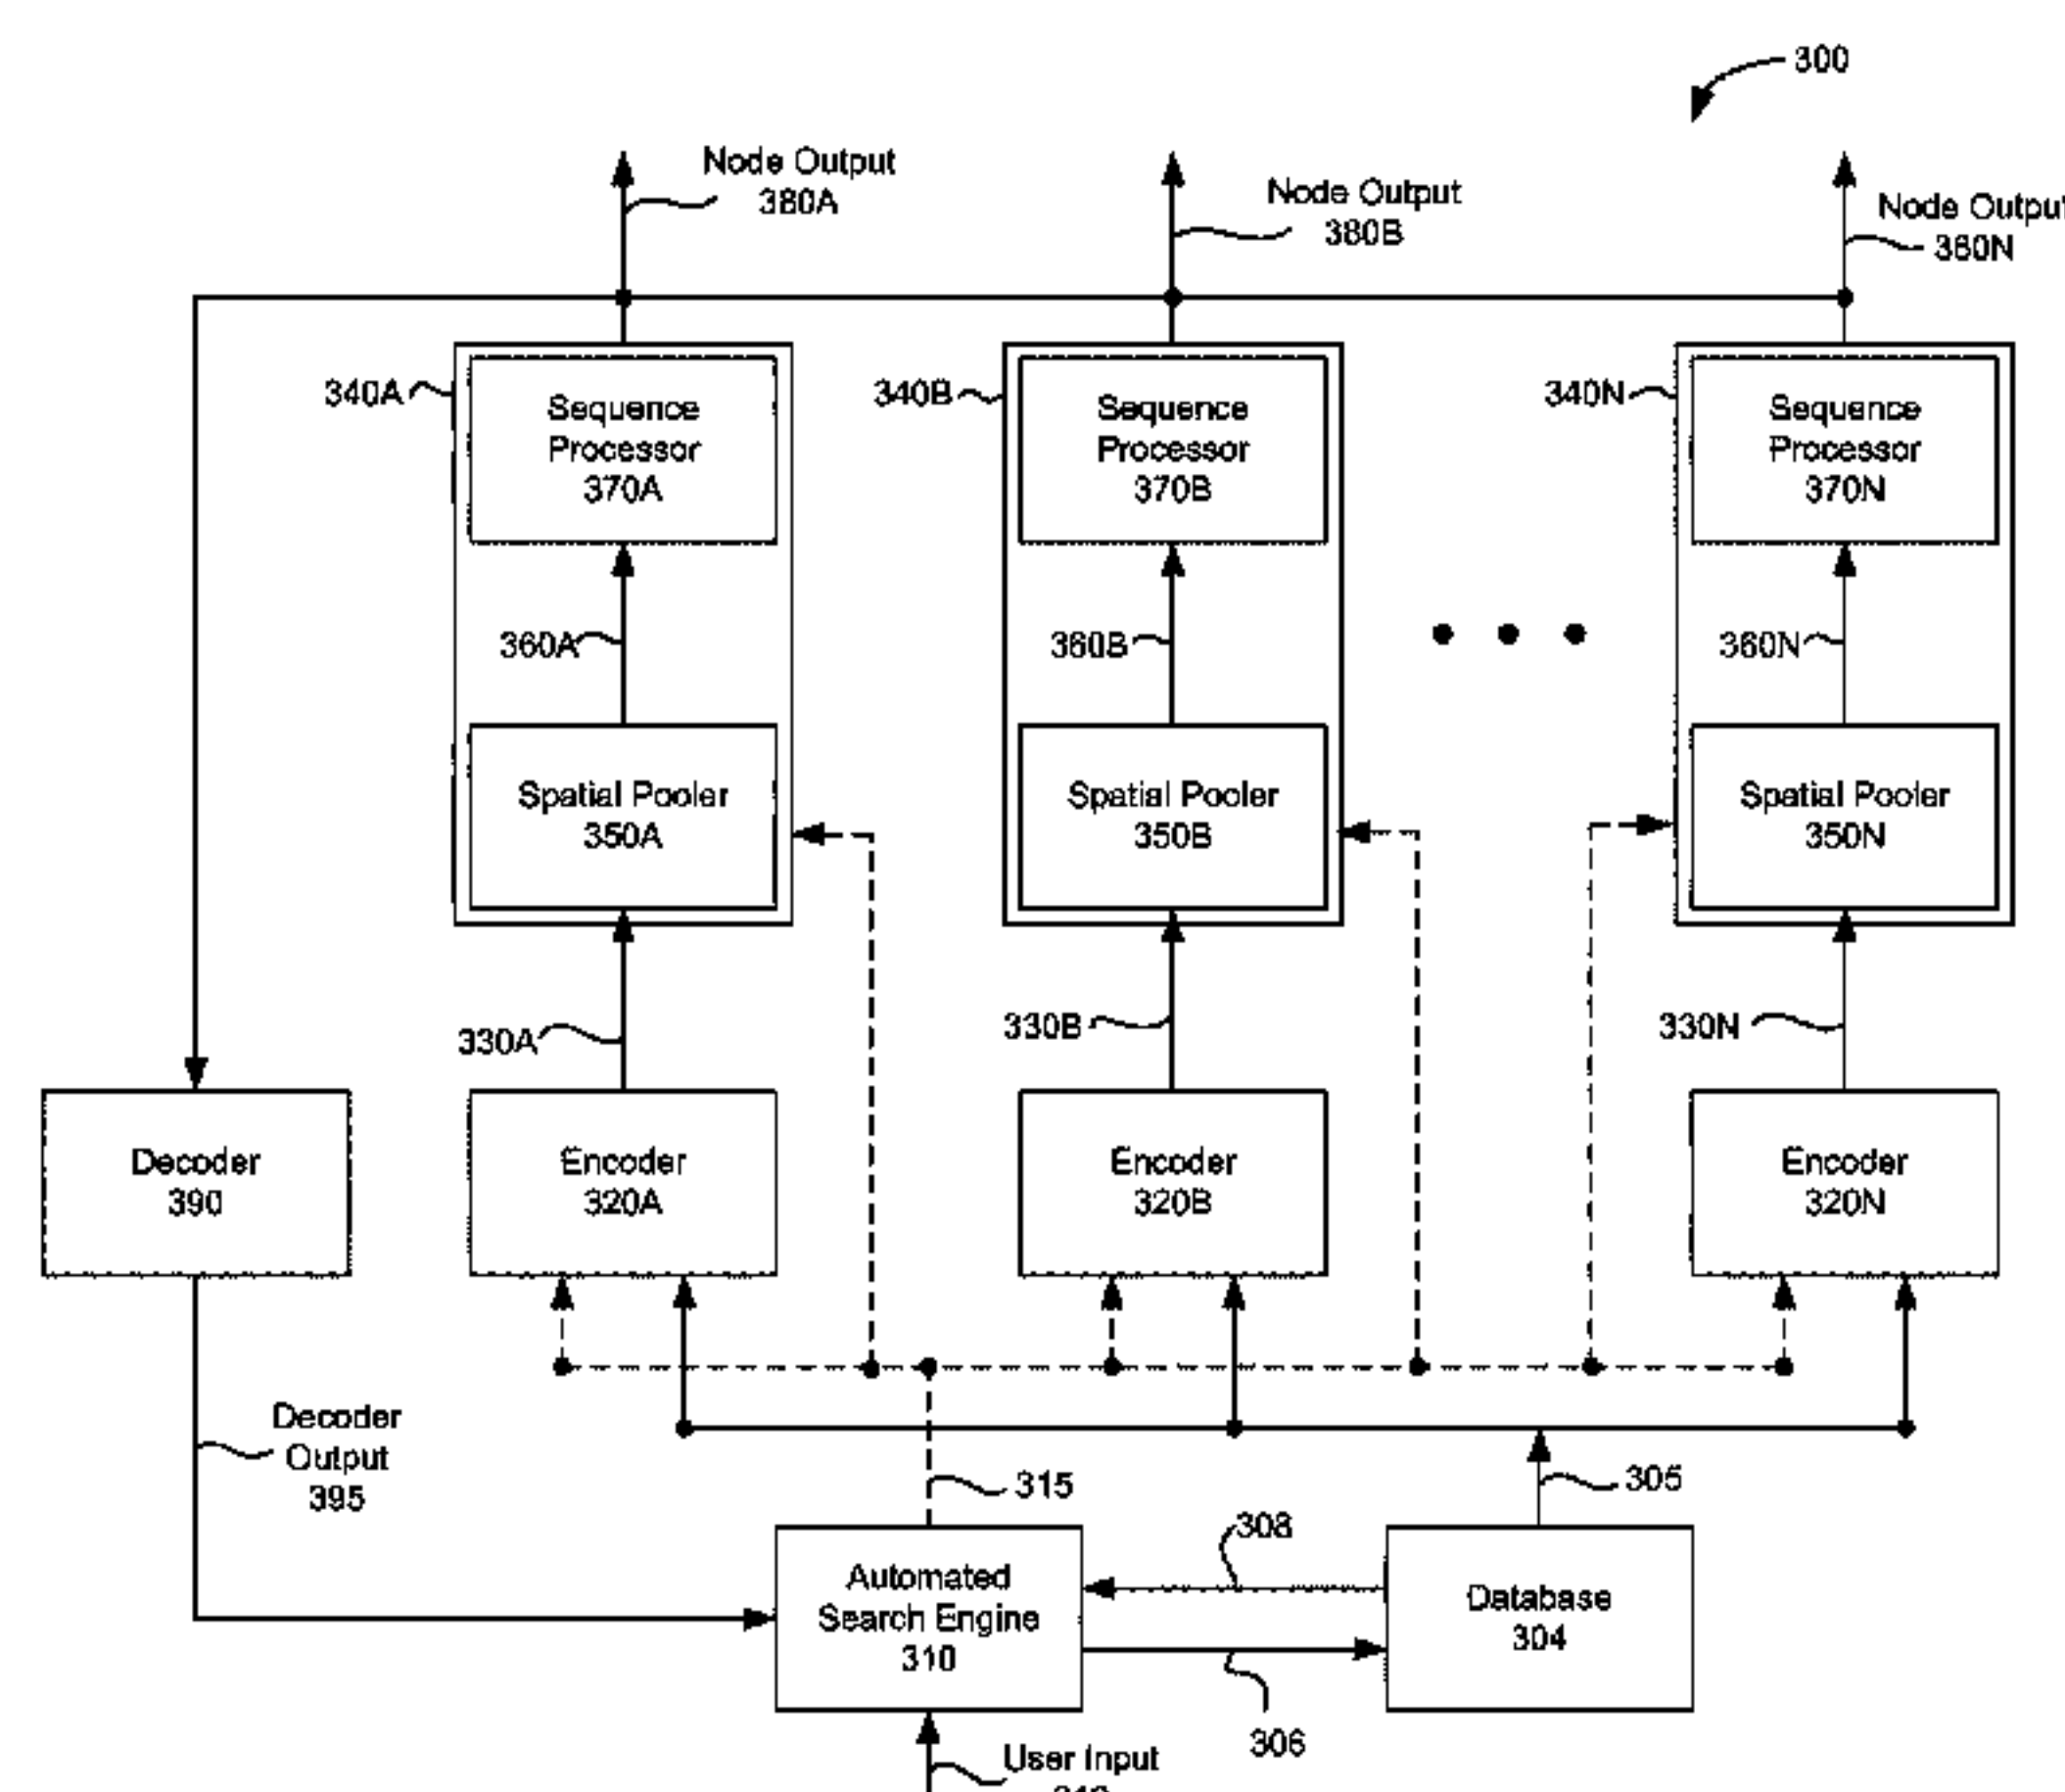 300
Node Output
380A
Node Output
380B
Node Output
380N
340A
Sequence
Processor
370A
340B
Sequence
Processor
370B
340N
Sequence
Processor
370N
360A
360B
360N
Spatial Pooler
350A
Spatial Pooler
350B
Spatial Pooler
350N
330A
330B
330N
Decoder
390
Encoder
320A
Encoder
320B
Encoder
320N
Decoder
Output
395
315
305
308
Automated
Search Engine
310
Database
304
306
User Input